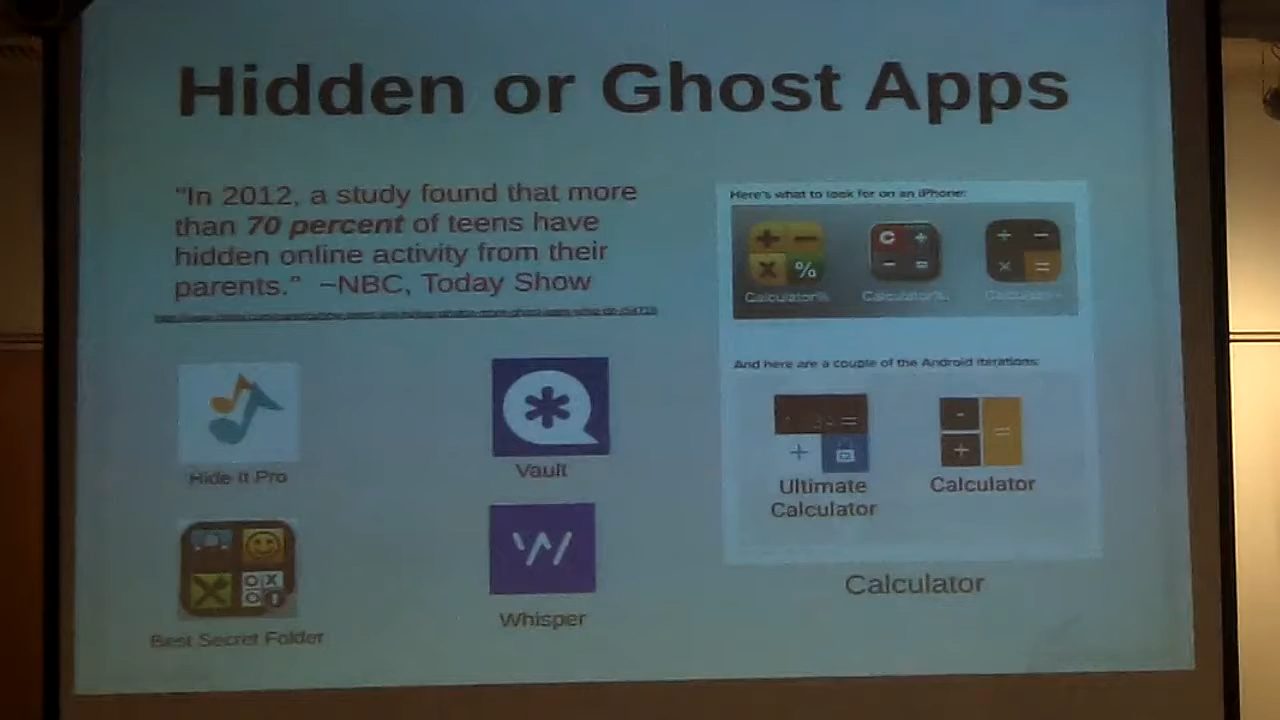 Hidden or Ghost Apps
"In 2012, a study found that more
than 70 percent of teens have
hidden online activity from their
parents." ~NBC, Today Show
Hide It Pro
Vault
Best Secret Folder
Whisper
Here's what to look for on an iPhone:
Calculator%
Calculator
And here are a couple of the Android iterations:
Ultimate
Calculator
Calculator
Calculator